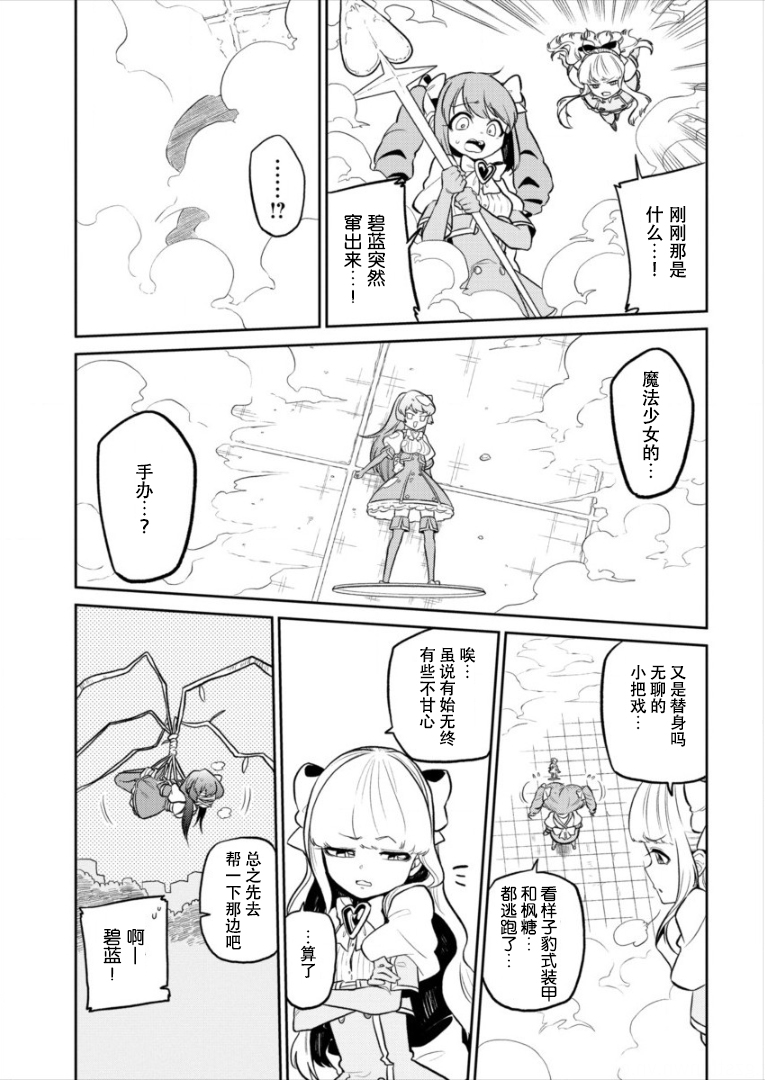 刚刚那是
什么…！
碧蓝突然
窜出来…！
……!?
魔法少女的…
手办…？
又是替身吗
无聊的
小把戏…
看样子豹式装甲
和枫糖…
都逃跑了…
唉…
虽说有始无终
有些不甘心
…算了
总之先去
帮一下那边吧
啊—
碧蓝！